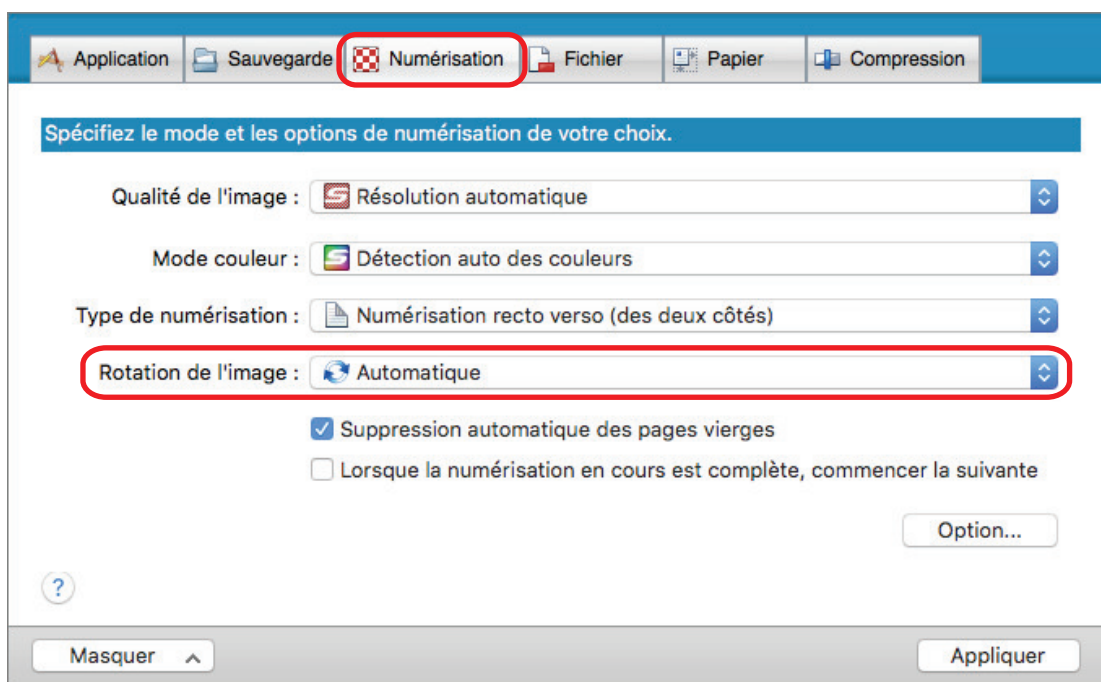 Application Sauvegarde Numérisation Fichier Papier Compression
Spécifiez le mode et les options de numérisation de votre choix.
Qualité de l'image : Résolution automatique
Mode couleur : Détection auto des couleurs
Type de numérisation : Numérisation recto verso (des deux côtés)
Rotation de l'image : Automatique
Suppression automatique des pages vierges
Lorsque la numérisation en cours est complète, commencer la suivante
Option...
?
Masquer Appliquer